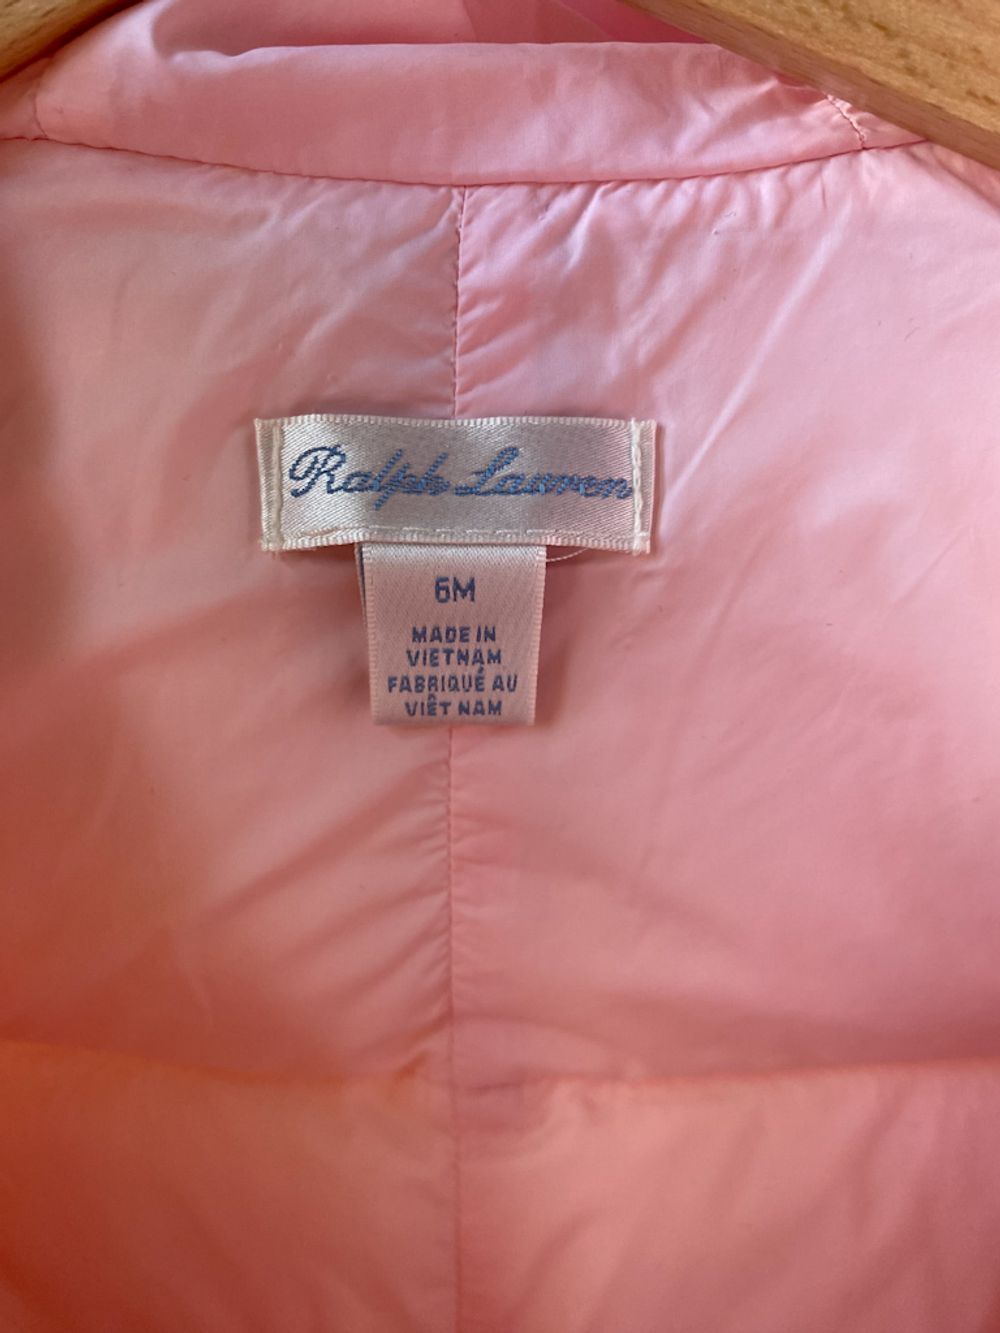 Ralph Lauren
6M
MADE IN
VIETNAM
FABRIQUÉ AU
VIÊT NAM